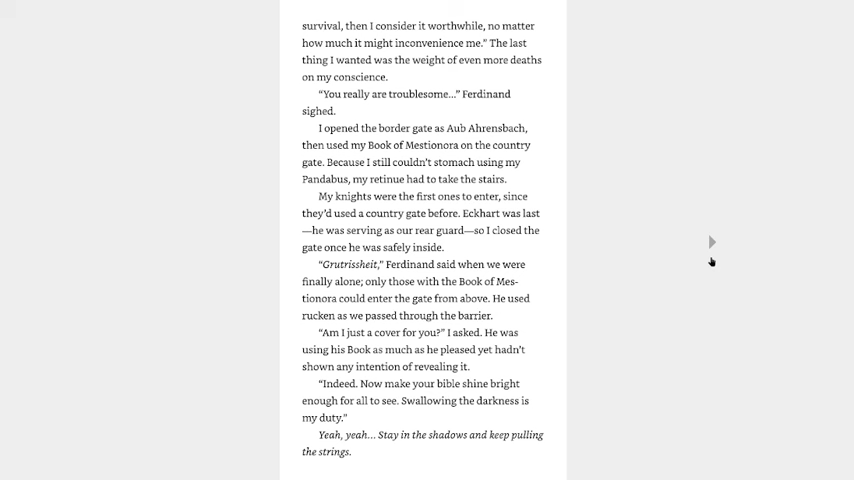 survival, then I consider it worthwhile, no matter
how much it might inconvenience me.” The last
thing I wanted was the weight of even more deaths
on my conscience.
“You really are troublesome...” Ferdinand
sighed.
I opened the border gate as Aub Ahrensbach,
then used my Book of Mestionora on the country
gate. Because I still couldn’t stomach using my
Pandabus, my retinue had to take the stairs.
My knights were the first ones to enter, since
they’d used a country gate before. Eckhart was last
—he was serving as our rear guard—so I closed the
gate once he was safely inside.
“Grutrissheit,” Ferdinand said when we were
finally alone; only those with the Book of Mes-
tionora could enter the gate from above. He used
rucken as we passed through the barrier.
“Am I just a cover for you?” I asked. He was
using his Book as much as he pleased yet hadn’t
shown any intention of revealing it.
“Indeed. Now make your bible shine bright
enough for all to see. Swallowing the darkness is
my duty.”
Yeah, yeah... Stay in the shadows and keep pulling
the strings.